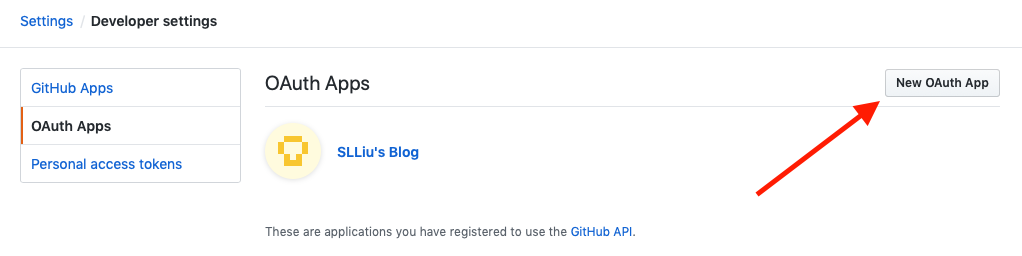 Settings / Developer settings
GitHub Apps
OAuth Apps
Personal access tokens
OAuth Apps
New OAuth App
SLLiu's Blog
These are applications you have registered to use the GitHub API.